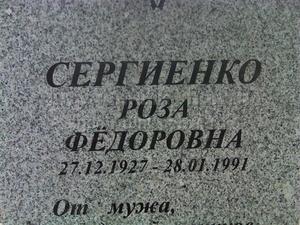 СЕРГИЕНКО
РОЗА
ФЁДОРОВНА
27.12.1927 – 28.01.1991
От мужа,